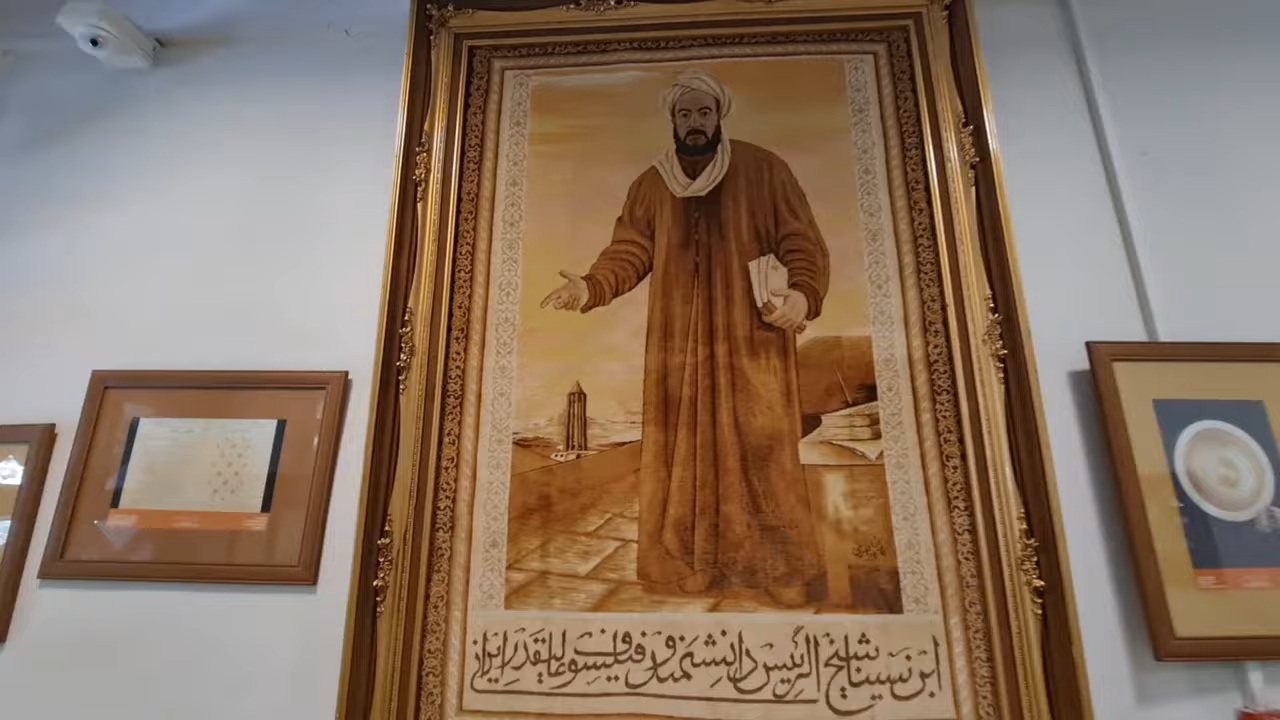 ابن سینا شیخ الرئیس دانشمند و فیلسوف عالیقدر ایران